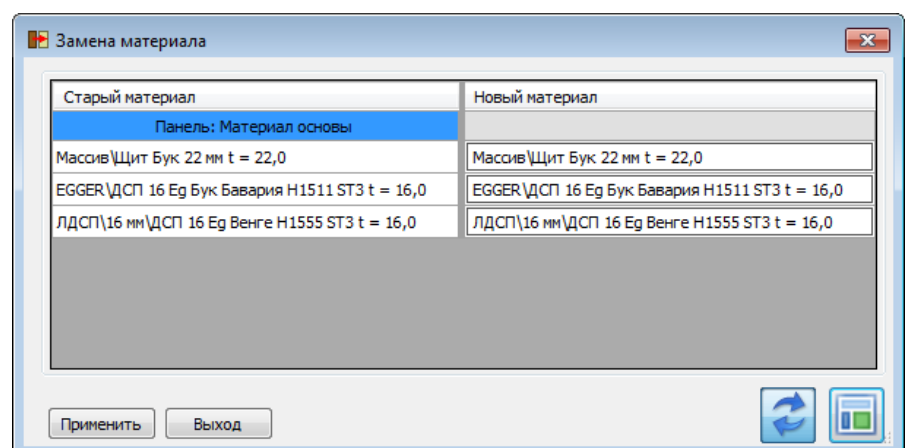 Замена материала
Старый материал Новый материал
Панель: Материал основы
Массив\Щит Бук 22 мм t = 22,0 Массив\Щит Бук 22 мм t = 22,0
EGGER\ДСП 16 Eg Бук Бавария H1511 ST3 t = 16,0 EGGER\ДСП 16 Eg Бук Бавария H1511 ST3 t = 16,0
ЛДСП\16 мм\ДСП 16 Eg Венге H1555 ST3 t = 16,0 ЛДСП\16 мм\ДСП 16 Eg Венге H1555 ST3 t = 16,0
Применить Выход